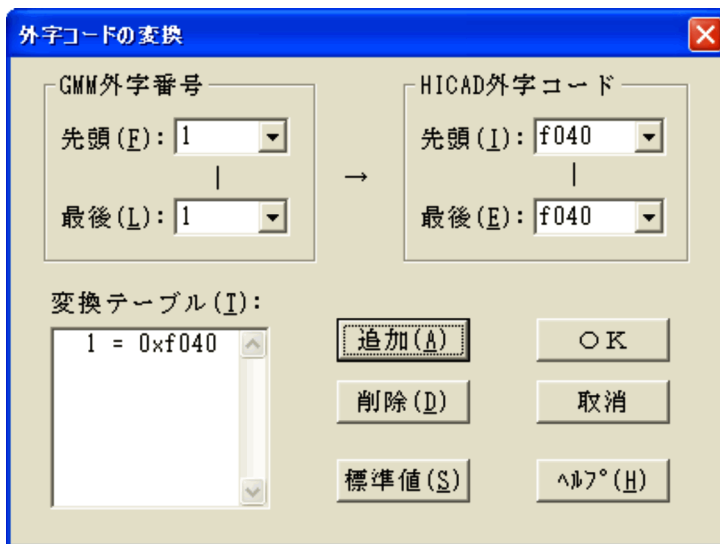 外字コードの変換
GMM外字番号
先頭(F): 1
|
最後(L): 1
→
HICAD外字コード
先頭(I): f040
|
最後(E): f040
変換テーブル(T):
1 = 0xf040
追加(A)
OK
削除(D)
取消
標準値(S)
ﾍﾙﾌﾟ(H)